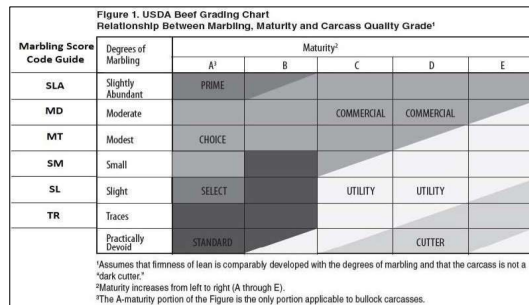 Figure 1. USDA Beef Grading Chart
Relationship Between Marbling, Maturity and Carcass Quality Grade¹
Marbling Score
Code Guide
Degrees of
Marbling
Maturity²
A³ B C D E
SLA Slightly
Abundant PRIME
MD Moderate COMMERCIAL COMMERCIAL
MT Modest CHOICE
SM Small
SL Slight SELECT UTILITY UTILITY
TR Traces
Practically
Devoid STANDARD CUTTER
¹Assumes that firmness of lean is comparably developed with the degrees of marbling and that the carcass is not a
“dark cutter.”
²Maturity increases from left to right (A through E).
³The A-maturity portion of the Figure is the only portion applicable to bullock carcasses.